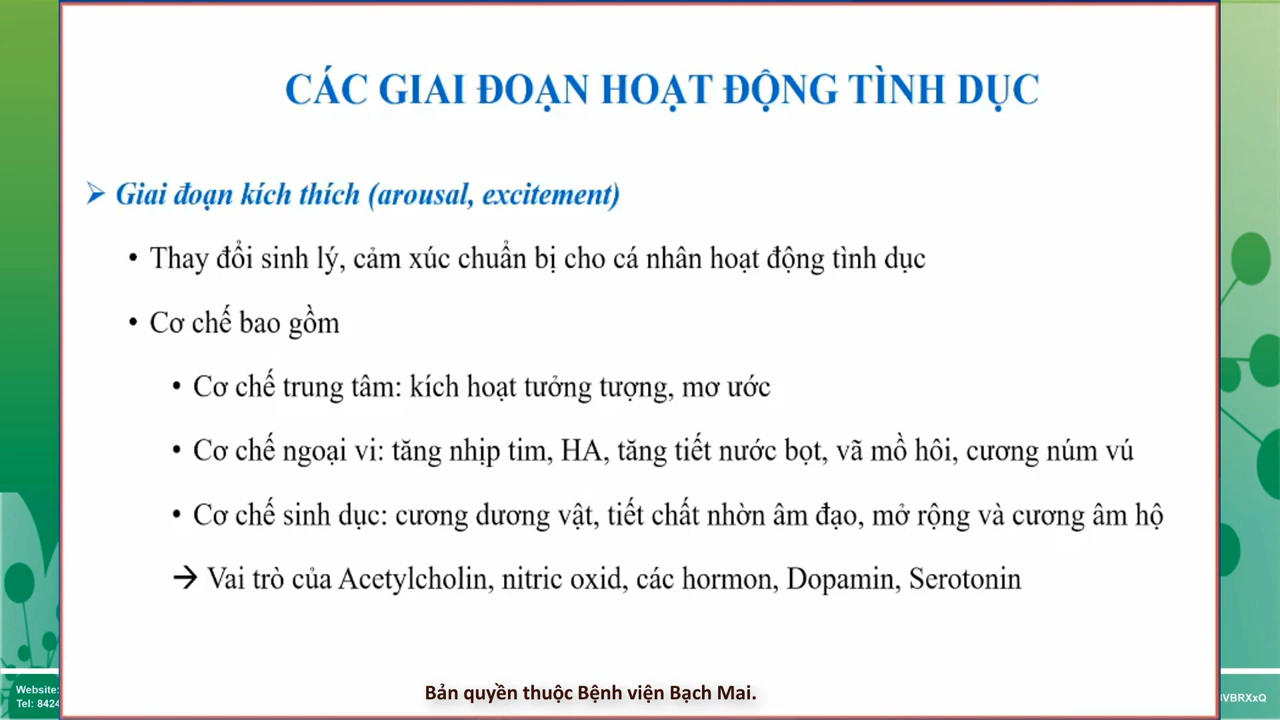 CÁC GIAI ĐOẠN HOẠT ĐỘNG TÌNH DỤC
➢ Giai đoạn kích thích (arousal, excitement)
• Thay đổi sinh lý, cảm xúc chuẩn bị cho cá nhân hoạt động tình dục
• Cơ chế bao gồm
• Cơ chế trung tâm: kích hoạt tưởng tượng, mơ ước
• Cơ chế ngoại vi: tăng nhịp tim, HA, tăng tiết nước bọt, vã mồ hôi, cương núm vú
• Cơ chế sinh dục: cương dương vật, tiết chất nhờn âm đạo, mở rộng và cương âm hộ
→ Vai trò của Acetylcholin, nitric oxid, các hormon, Dopamin, Serotonin
Bản quyền thuộc Bệnh viện Bạch Mai.
Website:
Tel: 8424